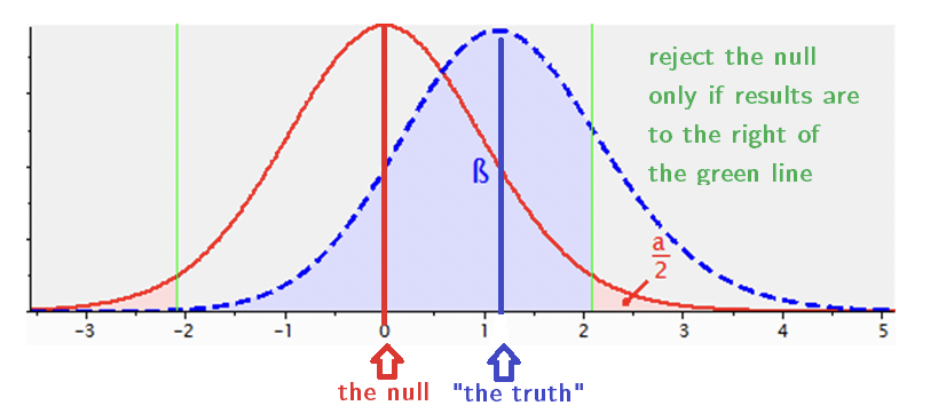 reject the null
only if results are
to the right of
the green line
ß
a
2
-3 -2 -1 0 1 2 3 4 5
the null "the truth"